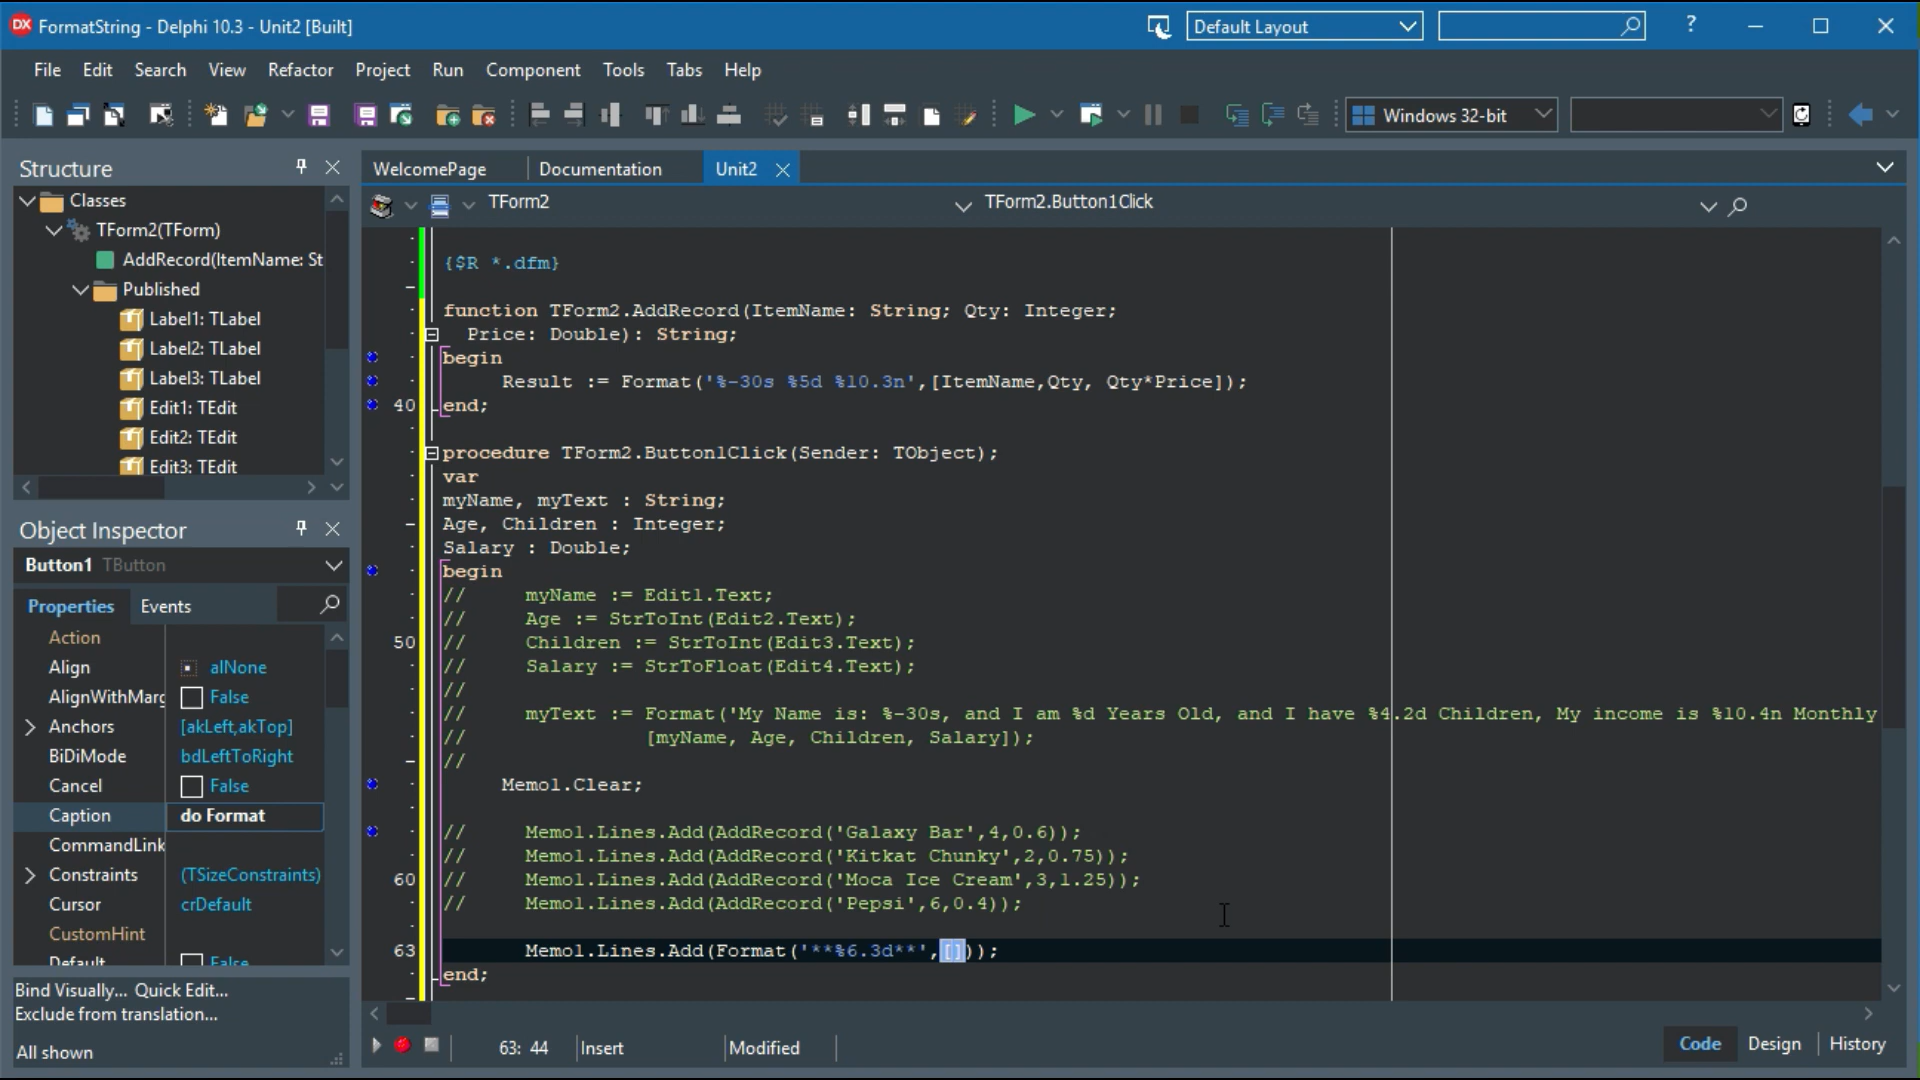 FormatString - Delphi 10.3 - Unit2 [Built]
Default Layout
File Edit Search View Refactor Project Run Component Tools Tabs Help
Windows 32-bit
Structure
Classes
TForm2(TForm)
AddRecord(ItemName: St
Published
Label1: TLabel
Label2: TLabel
Label3: TLabel
Edit1: TEdit
Edit2: TEdit
Edit3: TEdit
Object Inspector
Button1 TButton
Properties Events
Action
Align alNone
AlignWithMarg False
Anchors [akLeft,akTop]
BiDiMode bdLeftToRight
Cancel False
Caption do Format
CommandLink
Constraints (TSizeConstraints)
Cursor crDefault
CustomHint
Default False
Bind Visually... Quick Edit...
Exclude from translation...
All shown
WelcomePage Documentation Unit2
TForm2 TForm2.Button1Click
{$R *.dfm}
function TForm2.AddRecord(ItemName: String; Qty: Integer;
Price: Double): String;
begin
Result := Format('%-30s %5d %10.3n',[ItemName,Qty, Qty*Price]);
40 end;
procedure TForm2.Button1Click(Sender: TObject);
var
myName, myText : String;
Age, Children : Integer;
Salary : Double;
begin
// myName := Edit1.Text;
// Age := StrToInt(Edit2.Text);
50 // Children := StrToInt(Edit3.Text);
// Salary := StrToFloat(Edit4.Text);
//
// myText := Format('My Name is: %-30s, and I am %d Years Old, and I have %4.2d Children, My income is %10.4n Monthly
// [myName, Age, Children, Salary]);
//
Memo1.Clear;
// Memo1.Lines.Add(AddRecord('Galaxy Bar',4,0.6));
// Memo1.Lines.Add(AddRecord('Kitkat Chunky',2,0.75));
60 // Memo1.Lines.Add(AddRecord('Moca Ice Cream',3,1.25));
// Memo1.Lines.Add(AddRecord('Pepsi',6,0.4));
63 Memo1.Lines.Add(Format('**%6.3d**',[]));
end;
63: 44 Insert Modified
Code Design History